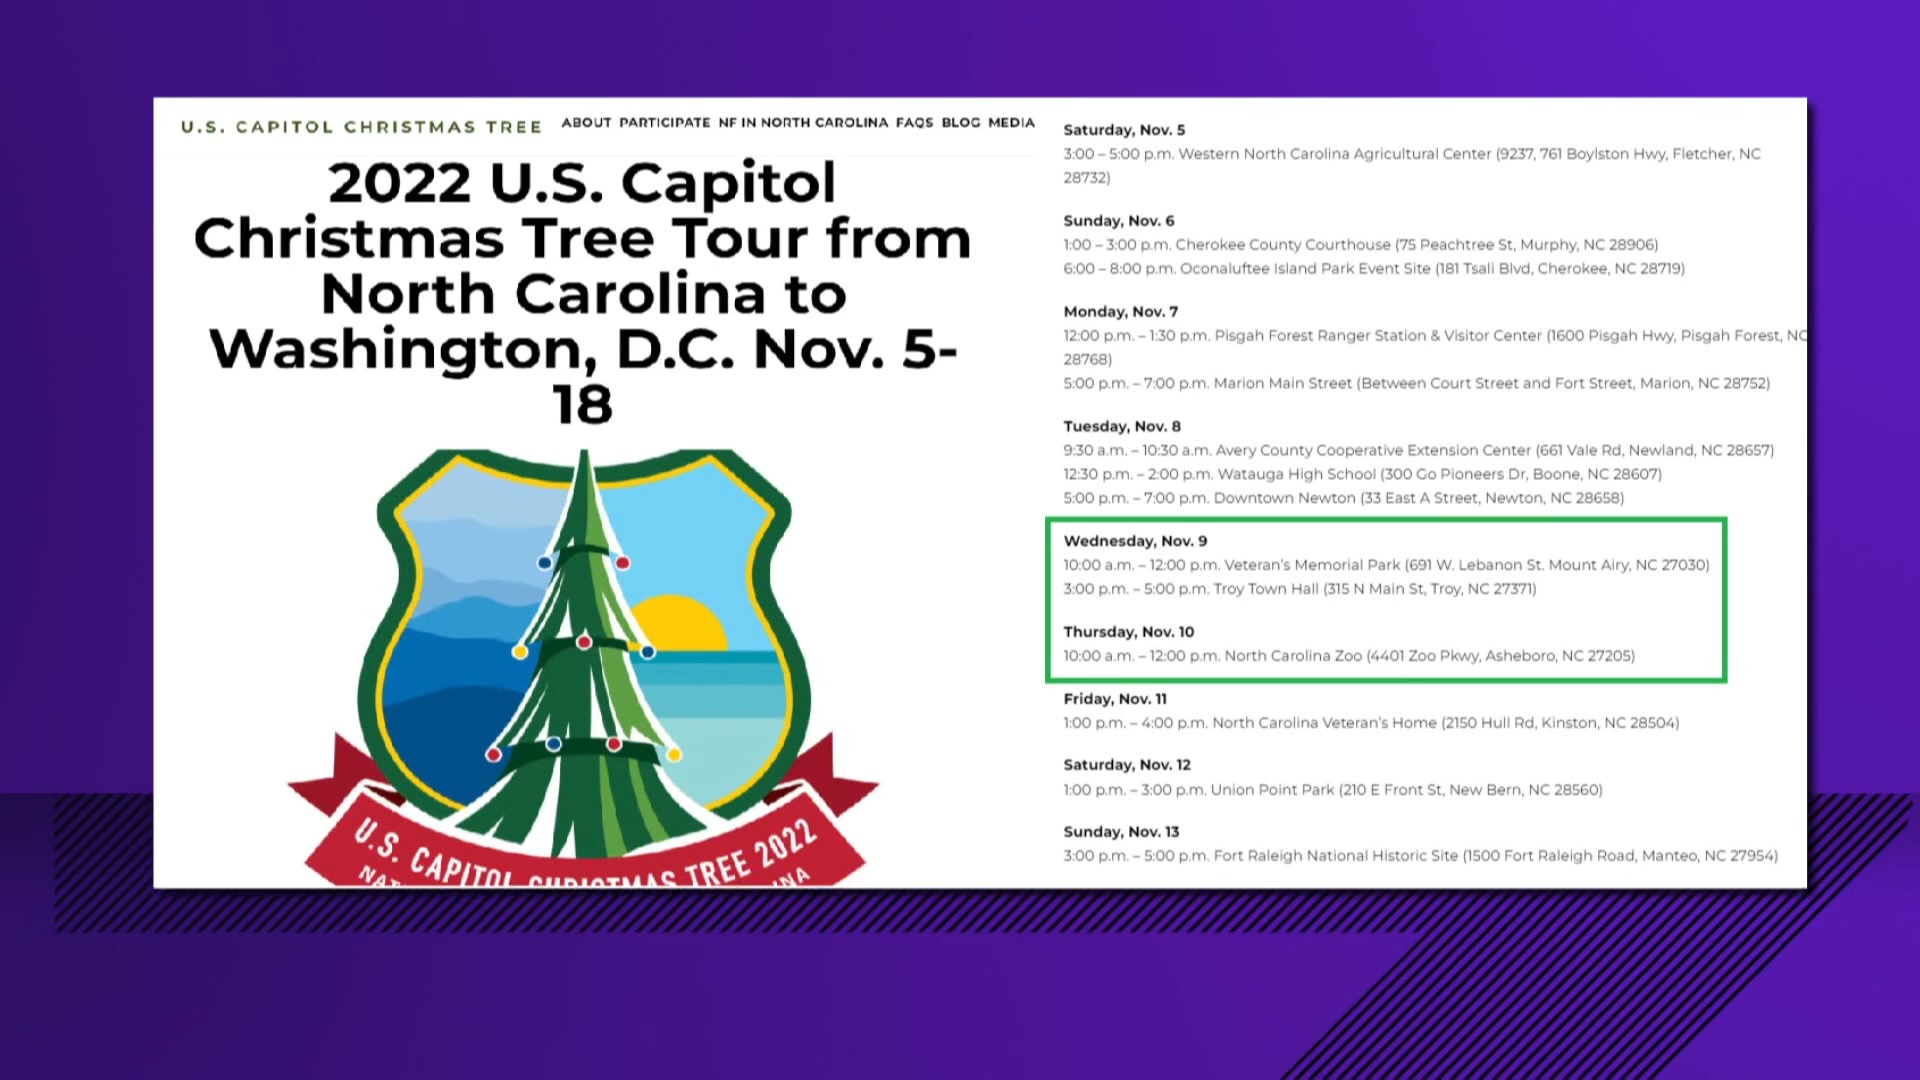 U.S. CAPITOL CHRISTMAS TREE
ABOUT PARTICIPATE NF IN NORTH CAROLINA FAQS BLOG MEDIA
2022 U.S. Capitol
Christmas Tree Tour from
North Carolina to
Washington, D.C. Nov. 5-
18
U.S. CAPITOL CHRISTMAS TREE 2022
Saturday, Nov. 5
3:00 – 5:00 p.m. Western North Carolina Agricultural Center (9237, 761 Boylston Hwy, Fletcher, NC
28732)
Sunday, Nov. 6
1:00 – 3:00 p.m. Cherokee County Courthouse (75 Peachtree St, Murphy, NC 28906)
6:00 – 8:00 p.m. Oconaluftee Island Park Event Site (181 Tsali Blvd, Cherokee, NC 28719)
Monday, Nov. 7
12:00 p.m. – 1:30 p.m. Pisgah Forest Ranger Station & Visitor Center (1600 Pisgah Hwy, Pisgah Forest, NC
28768)
5:00 p.m. – 7:00 p.m. Marion Main Street (Between Court Street and Fort Street, Marion, NC 28752)
Tuesday, Nov. 8
9:30 a.m. – 10:30 a.m. Avery County Cooperative Extension Center (661 Vale Rd, Newland, NC 28657)
12:30 p.m. – 2:00 p.m. Watauga High School (300 Go Pioneers Dr, Boone, NC 28607)
5:00 p.m. – 7:00 p.m. Downtown Newton (33 East A Street, Newton, NC 28658)
Wednesday, Nov. 9
10:00 a.m. – 12:00 p.m. Veteran's Memorial Park (691 W. Lebanon St. Mount Airy, NC 27030)
3:00 p.m. – 5:00 p.m. Troy Town Hall (315 N Main St, Troy, NC 27371)
Thursday, Nov. 10
10:00 a.m. – 12:00 p.m. North Carolina Zoo (4401 Zoo Pkwy, Asheboro, NC 27205)
Friday, Nov. 11
1:00 p.m. – 4:00 p.m. North Carolina Veteran's Home (2150 Hull Rd, Kinston, NC 28504)
Saturday, Nov. 12
1:00 p.m. – 3:00 p.m. Union Point Park (210 E Front St, New Bern, NC 28560)
Sunday, Nov. 13
3:00 p.m. – 5:00 p.m. Fort Raleigh National Historic Site (1500 Fort Raleigh Road, Manteo, NC 27954)